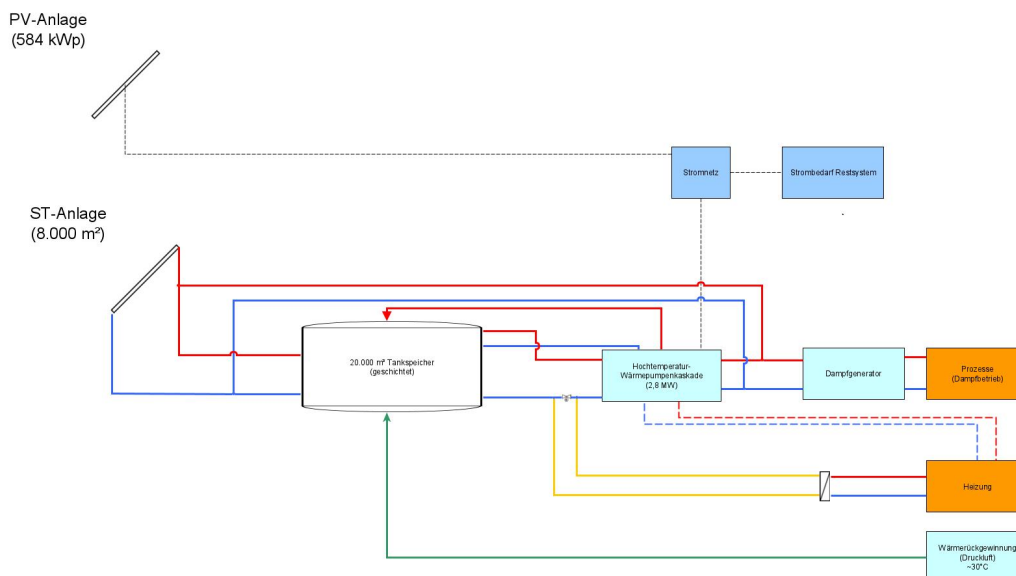 PV-Anlage
(584 kWp)
Stromnetz
Strombedarf Restsystem
ST-Anlage
(8.000 m²)
20.000 m³ Tankspeicher
(geschichtet)
Hochtemperatur-
Wärmepumpenkaskade
(2,8 MW)
Dampfgenerator
Prozesse
(Dampfbetrieb)
Heizung
Wärmerückgewinnung
(Druckluft)
~30°C